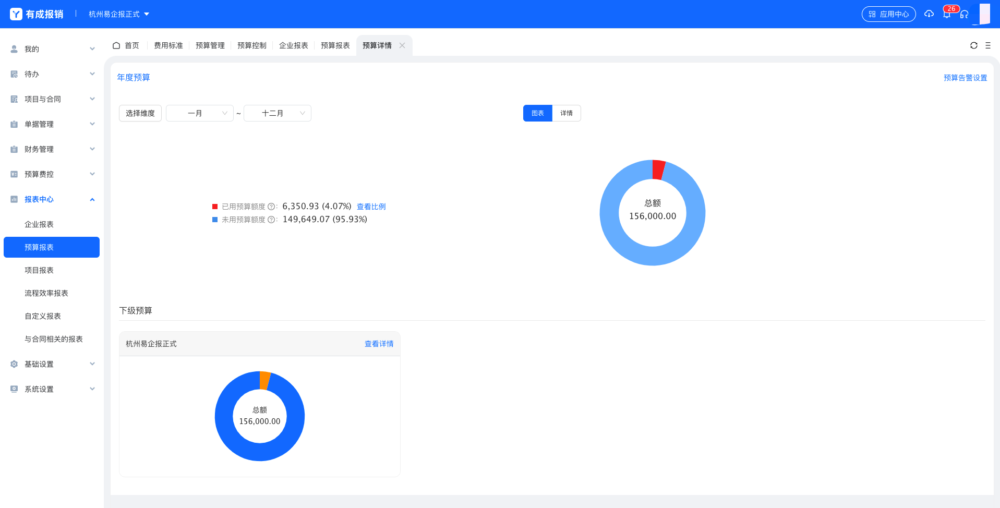 有成报销
杭州易企报正式
应用中心
26
我的
待办
项目与合同
单据管理
财务管理
预算费控
报表中心
企业报表
预算报表
项目报表
流程效率报表
自定义报表
与合同相关的报表
基础设置
系统设置
首页 费用标准 预算管理 预算控制 企业报表 预算报表 预算详情
年度预算
预算告警设置
选择维度 一月 ~ 十二月
图表 详情
已用预算额度 ?: 6,350.93 (4.07%) 查看比例
未用预算额度 ?: 149,649.07 (95.93%)
总额
156,000.00
下级预算
杭州易企报正式 查看详情
总额
156,000.00